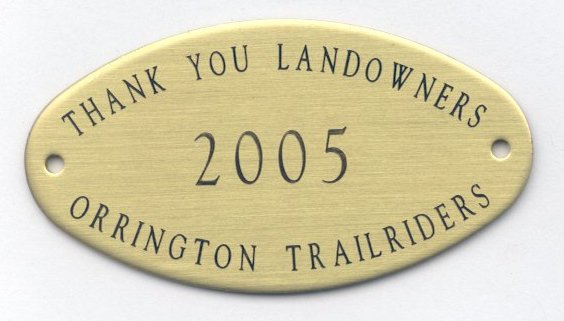 THANK YOU LANDOWNERS
2005
ORRINGTON TRAILRIDERS